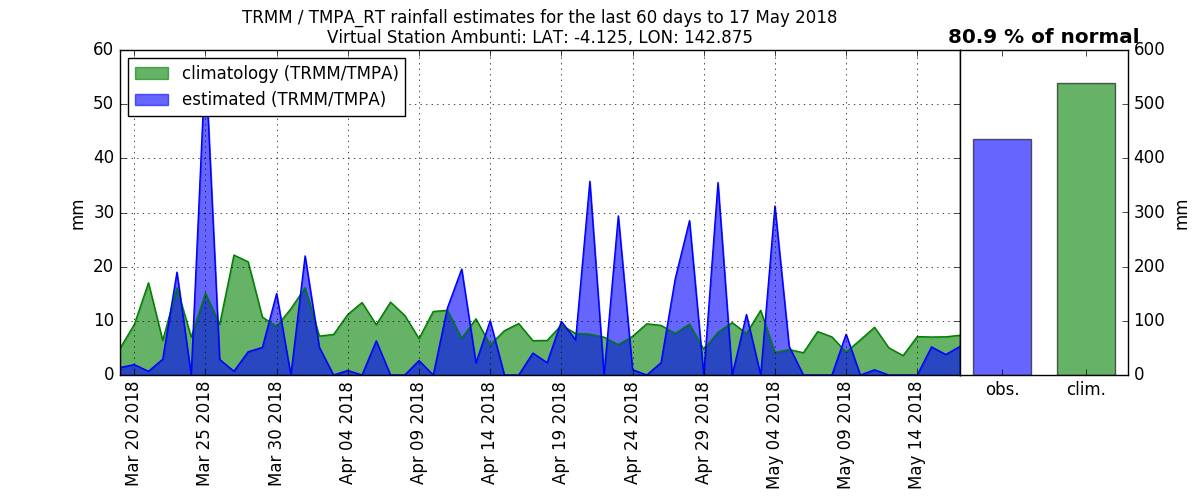 TRMM / TMPA_RT rainfall estimates for the last 60 days to 17 May 2018
Virtual Station Ambunti: LAT: -4.125, LON: 142.875
80.9 % of normal
climatology (TRMM/TMPA)
estimated (TRMM/TMPA)
60
50
40
30
20
10
0
mm
600
500
400
300
200
100
0
mm
Mar 20 2018
Mar 25 2018
Mar 30 2018
Apr 04 2018
Apr 09 2018
Apr 14 2018
Apr 19 2018
Apr 24 2018
Apr 29 2018
May 04 2018
May 09 2018
May 14 2018
obs.
clim.